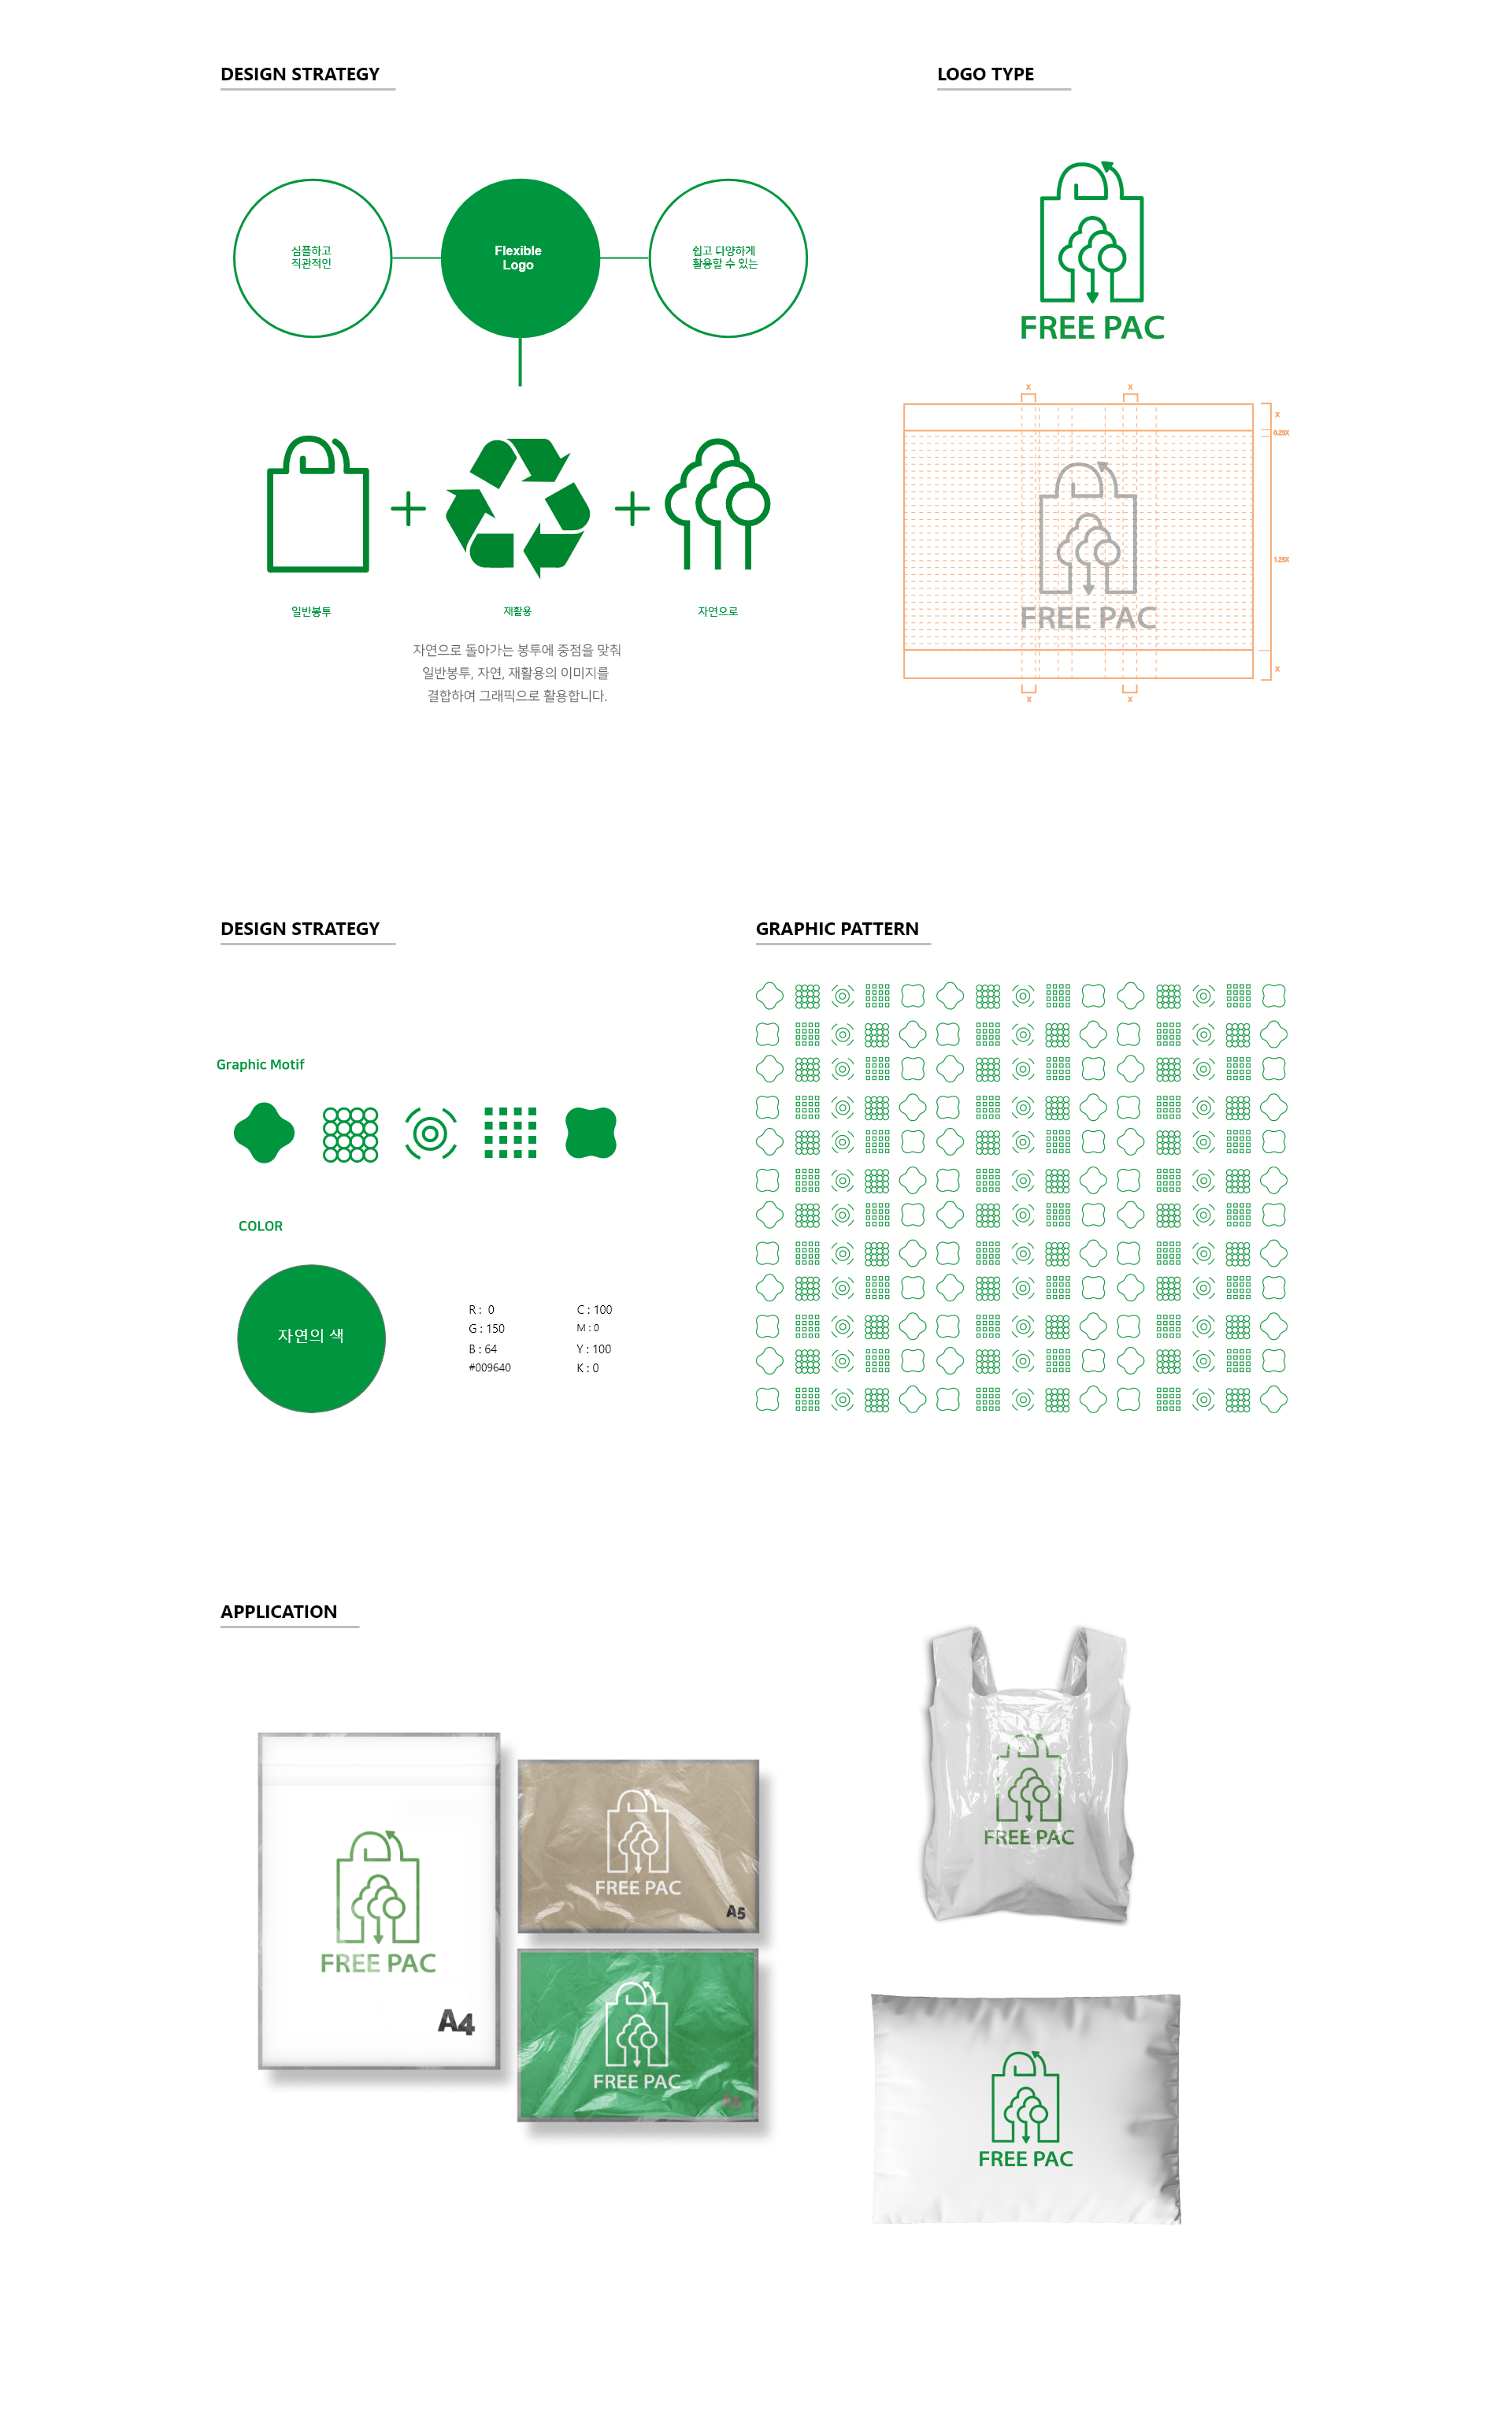 DESIGN STRATEGY
LOGO TYPE
심플하고
직관적인
Flexible
Logo
쉽고 다양하게
활용할 수 있는
FREE PAC
일반봉투
재활용
자연으로
자연으로 돌아가는 봉투에 중점을 맞춰
일반봉투, 자연, 재활용의 이미지를
결합하여 그래픽으로 활용합니다.
X
X
X
0.25X
1.25X
X
FREE PAC
X
X
DESIGN STRATEGY
GRAPHIC PATTERN
Graphic Motif
COLOR
자연의 색
R : 0
G : 150
B : 64
#009640
C : 100
M : 0
Y : 100
K : 0
APPLICATION
FREE PAC
A4
FREE PAC
A5
FREE PAC
A5
FREE PAC
FREE PAC